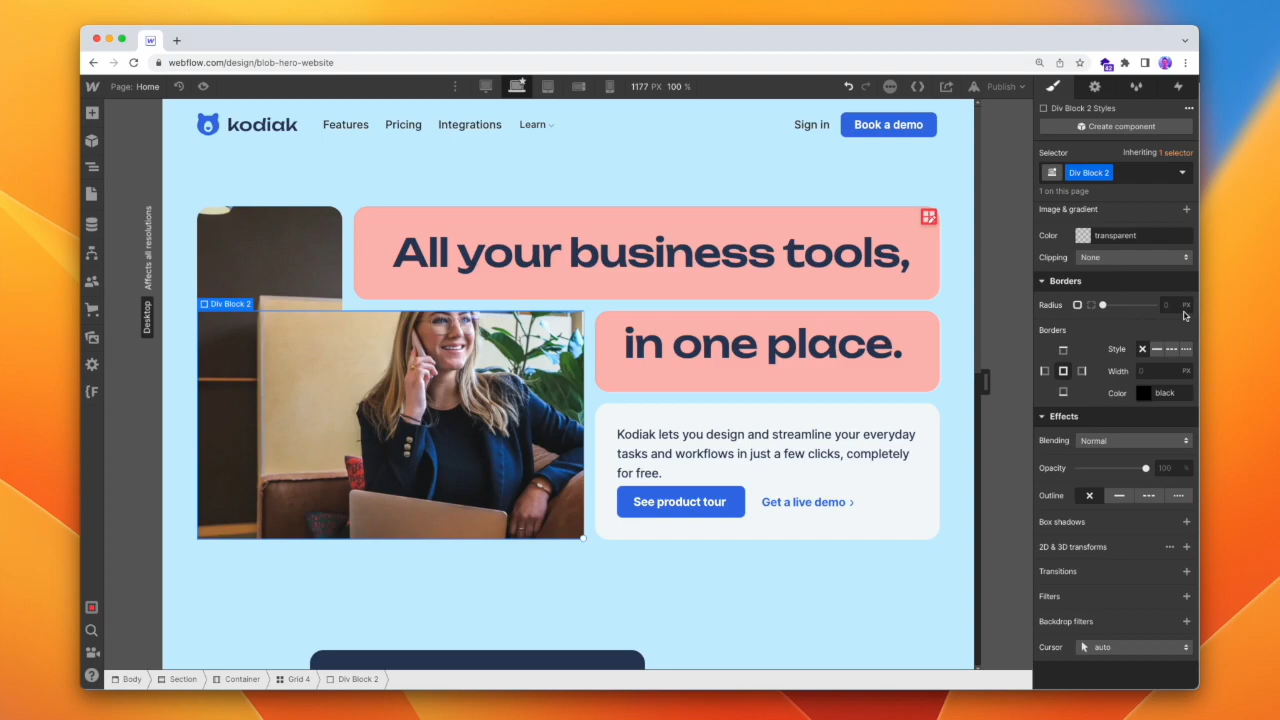 webflow.com/design/blob-hero-website
42
Page: Home
1177 PX 100 %
Publish
kodiak
Features
Pricing
Integrations
Learn
Sign in
Book a demo
Affects all resolutions
Desktop
All your business tools,
Div Block 2
in one place.
Kodiak lets you design and streamline your everyday
tasks and workflows in just a few clicks, completely
for free.
See product tour
Get a live demo ›
Body
Section
Container
Grid 4
Div Block 2
Div Block 2 Styles
Create component
Selector
Inheriting 1 selector
Div Block 2
1 on this page
Image & gradient
Color
transparent
Clipping
None
Borders
Radius
0 PX
Borders
Style
Width
0 PX
Color
black
Effects
Blending
Normal
Opacity
100 %
Outline
Box shadows
2D & 3D transforms
Transitions
Filters
Backdrop filters
Cursor
auto